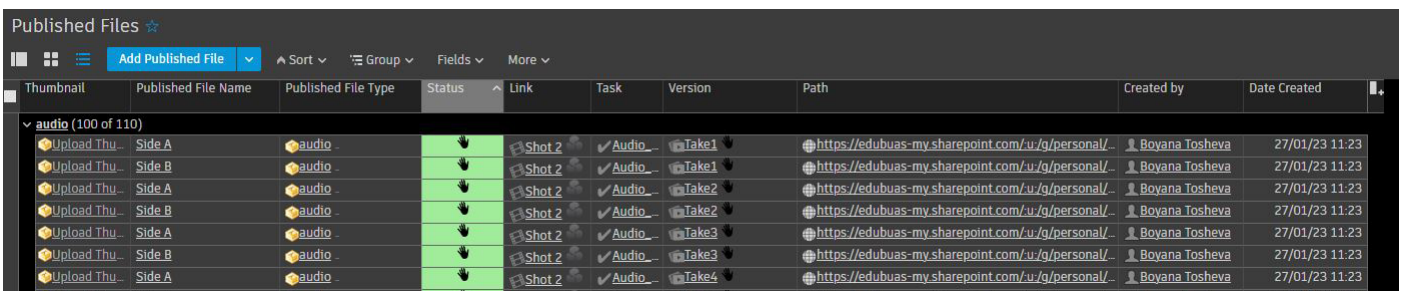 Published Files
Add Published File Sort Group Fields More
Thumbnail Published File Name Published File Type Status Link Task Version Path Created by Date Created
audio (100 of 110)
Upload Thu... Side A audio Shot 2 Audio_... Take1 https://edubuas-my.sharepoint.com/:u:/g/personal/... Boyana Tosheva 27/01/23 11:23
Upload Thu... Side B audio Shot 2 Audio_... Take1 https://edubuas-my.sharepoint.com/:u:/g/personal/... Boyana Tosheva 27/01/23 11:23
Upload Thu... Side A audio Shot 2 Audio_... Take2 https://edubuas-my.sharepoint.com/:u:/g/personal/... Boyana Tosheva 27/01/23 11:23
Upload Thu... Side B audio Shot 2 Audio_... Take2 https://edubuas-my.sharepoint.com/:u:/g/personal/... Boyana Tosheva 27/01/23 11:23
Upload Thu... Side A audio Shot 2 Audio_... Take3 https://edubuas-my.sharepoint.com/:u:/g/personal/... Boyana Tosheva 27/01/23 11:23
Upload Thu... Side B audio Shot 2 Audio_... Take3 https://edubuas-my.sharepoint.com/:u:/g/personal/... Boyana Tosheva 27/01/23 11:23
Upload Thu... Side A audio Shot 2 Audio_... Take4 https://edubuas-my.sharepoint.com/:u:/g/personal/... Boyana Tosheva 27/01/23 11:23